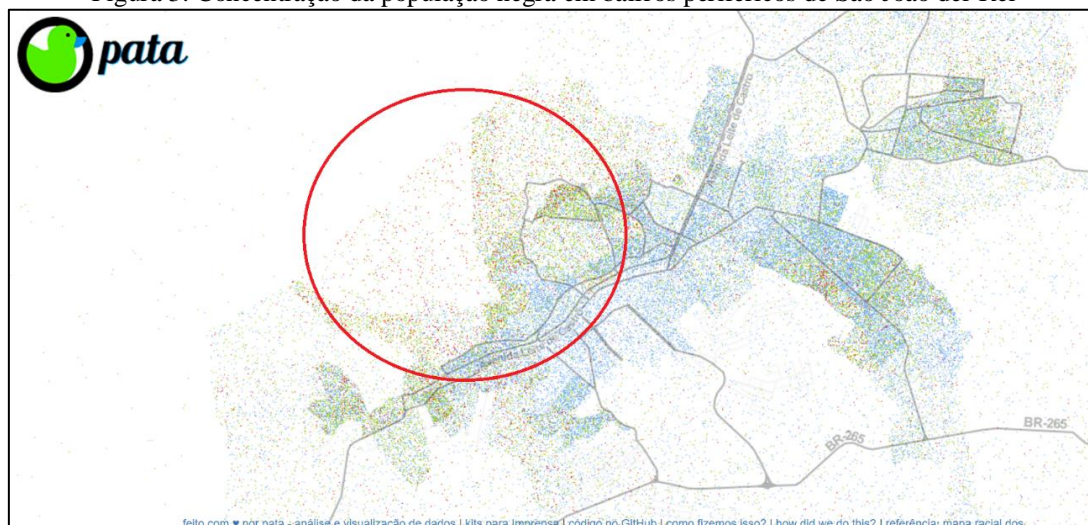 Figura 3: Concentração da população negra em bairros periféricos de São João del-Rei
pata
Avenida Leite de Castro
Avenida Leite de Castro
BR-265
BR-265
feito com ♥ por pata - análise e visualização de dados | kits para Imprensa | código no GitHub | como fizemos isso? | how did we do this? | referência: mapa racial dos